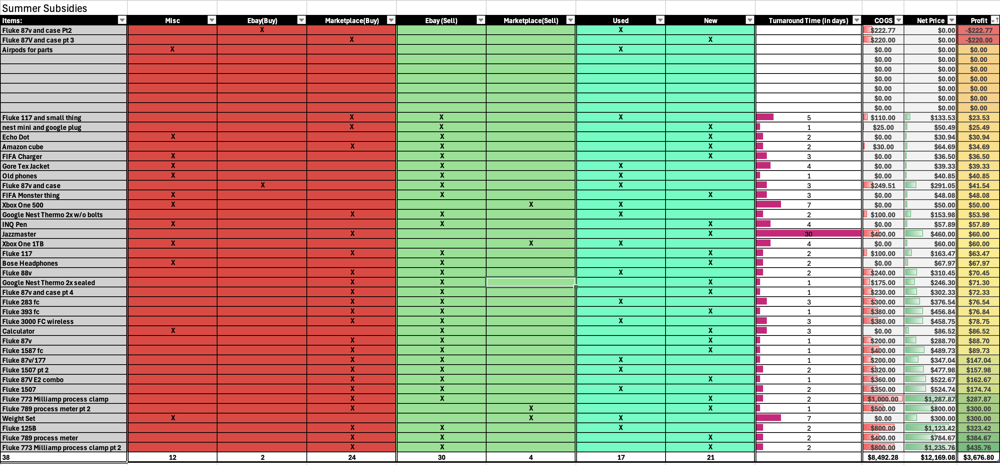 Summer Subsidies
Items: Misc Ebay(Buy) Marketplace(Buy) Ebay (Sell) Marketplace(Sell) Used New Turnaround Time (in days) COGS Net Price Profit
Fluke 87v and case Pt2 X X $222.77 $0.00 -$222.77
Fluke 87V and case pt 3 X X $220.00 $0.00 -$220.00
Airpods for parts X X $0.00 $0.00 $0.00
$0.00 $0.00 $0.00
$0.00 $0.00 $0.00
$0.00 $0.00 $0.00
$0.00 $0.00 $0.00
$0.00 $0.00 $0.00
$0.00 $0.00 $0.00
Fluke 117 and small thing X X X 5 $110.00 $133.53 $23.53
nest mini and google plug X X X 1 $25.00 $50.49 $25.49
Echo Dot X X X 2 $0.00 $30.94 $30.94
Amazon cube X X X 2 $30.00 $64.69 $34.69
FIFA Charger X X X 3 $0.00 $36.50 $36.50
Gore Tex Jacket X X X 4 $0.00 $39.33 $39.33
Old phones X X X 1 $0.00 $40.85 $40.85
Fluke 87v and case X X X 3 $249.51 $291.05 $41.54
FIFA Monster thing X X X 3 $0.00 $48.08 $48.08
Xbox One 500 X X X 7 $0.00 $50.00 $50.00
Google Nest Thermo 2x w/o bolts X X X 2 $100.00 $153.98 $53.98
INQ Pen X X X 4 $0.00 $57.89 $57.89
Jazzmaster X X 30 $400.00 $460.00 $60.00
Xbox One 1TB X X X 4 $0.00 $60.00 $60.00
Fluke 117 X X X 2 $100.00 $163.47 $63.47
Bose Headphones X X X 2 $0.00 $67.97 $67.97
Fluke 88v X X X 2 $240.00 $310.45 $70.45
Google Nest Thermo 2x sealed X X X 1 $175.00 $246.30 $71.30
Fluke 87v and case pt 4 X X X 1 $230.00 $302.33 $72.33
Fluke 283 fc X X X 3 $300.00 $376.54 $76.54
Fluke 393 fc X X X 1 $380.00 $456.84 $76.84
Fluke 3000 FC wireless X X X 3 $380.00 $458.75 $78.75
Calculator X X X 3 $0.00 $86.52 $86.52
Fluke 87v X X X 1 $200.00 $288.70 $88.70
Fluke 1587 fc X X X 1 $400.00 $489.73 $89.73
Fluke 87v/177 X X X 1 $200.00 $347.04 $147.04
Fluke 1507 pt 2 X X X 2 $320.00 $477.98 $157.98
Fluke 87V E2 combo X X X 1 $360.00 $522.67 $162.67
Fluke 1507 X X X 2 $350.00 $524.74 $174.74
Fluke 773 Milliamp process clamp X X X 2 $1,000.00 $1,287.87 $287.87
Fluke 789 process meter pt 2 X X X 1 $500.00 $800.00 $300.00
Weight Set X X X 7 $0.00 $300.00 $300.00
Fluke 125B X X X 2 $800.00 $1,123.42 $323.42
Fluke 789 process meter X X X 2 $400.00 $784.67 $384.67
Fluke 773 Milliamp process clamp pt 2 X X X 2 $800.00 $1,235.76 $435.76
38 12 2 24 30 4 17 21 $8,492.28 $12,169.08 $3,676.80